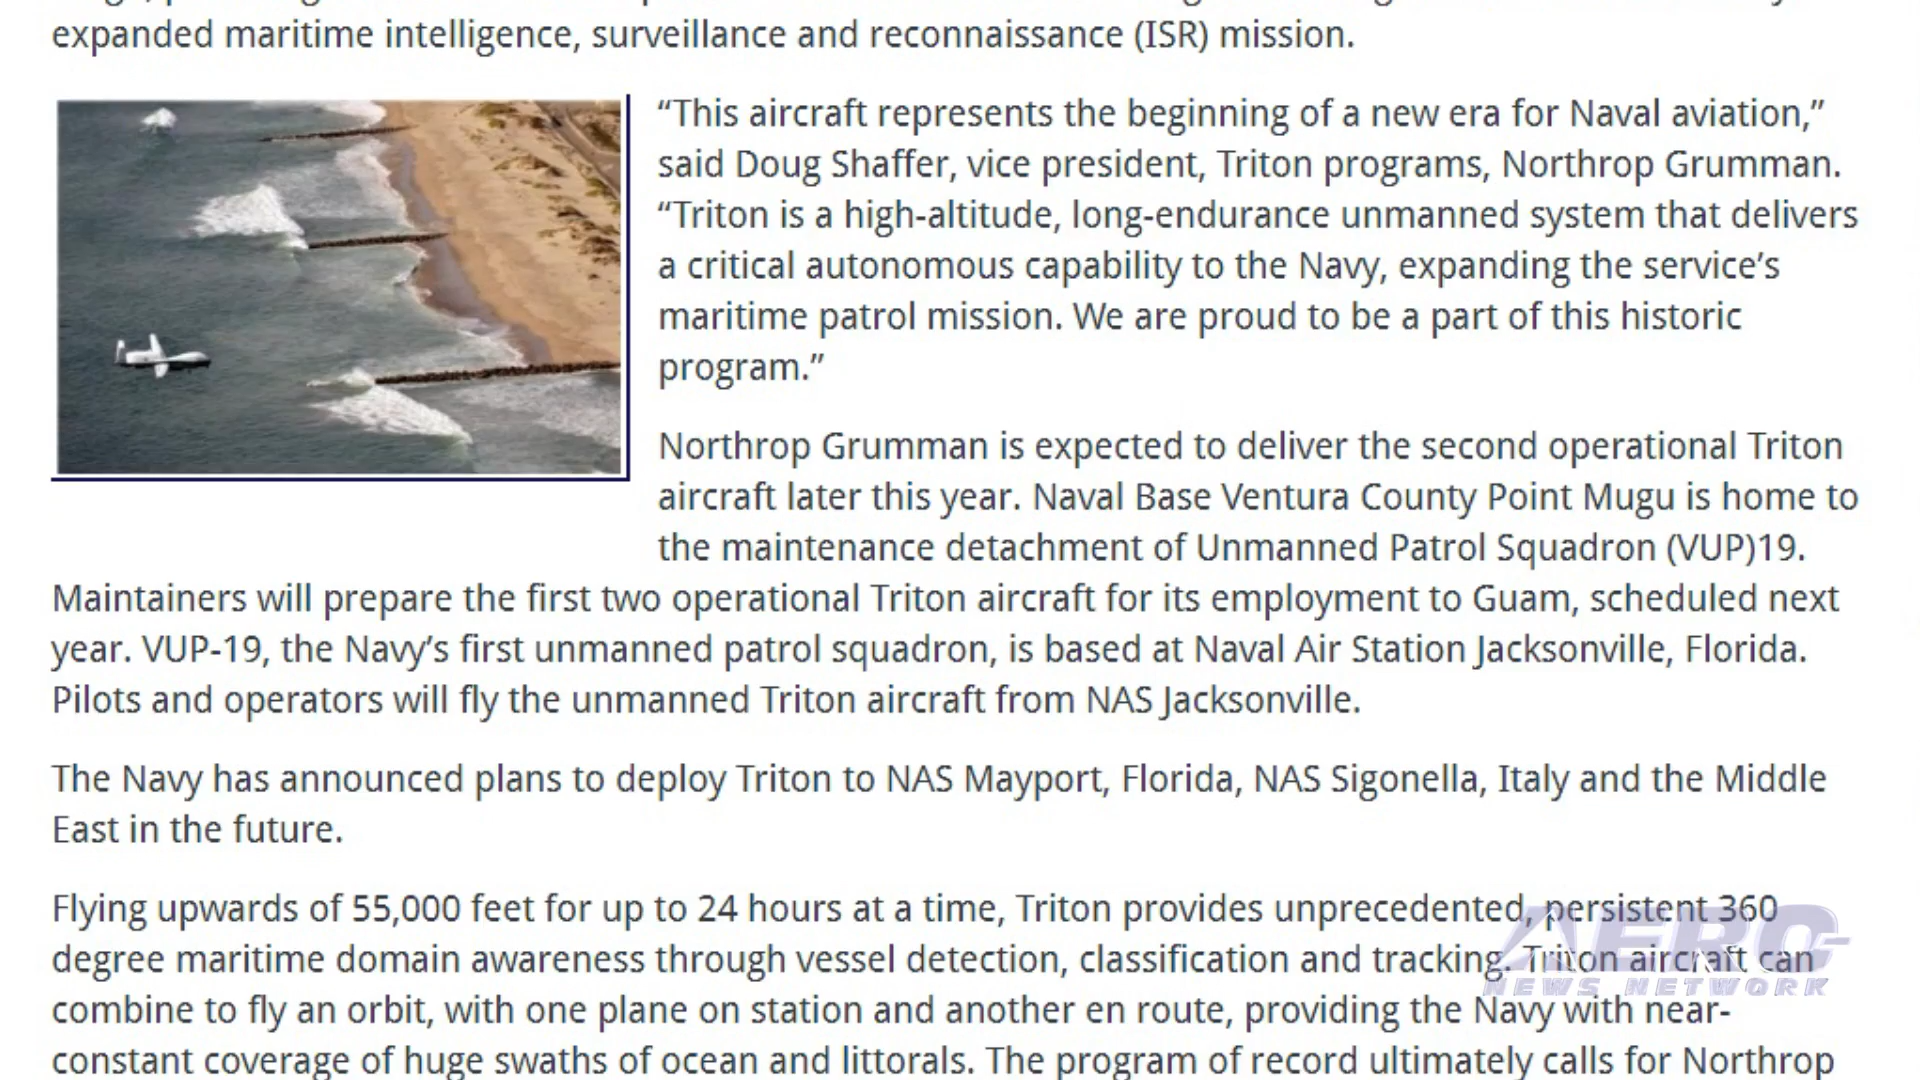 expanded maritime intelligence, surveillance and reconnaissance (ISR) mission.
“This aircraft represents the beginning of a new era for Naval aviation,”
said Doug Shaffer, vice president, Triton programs, Northrop Grumman.
“Triton is a high-altitude, long-endurance unmanned system that delivers
a critical autonomous capability to the Navy, expanding the service’s
maritime patrol mission. We are proud to be a part of this historic
program.”
Northrop Grumman is expected to deliver the second operational Triton
aircraft later this year. Naval Base Ventura County Point Mugu is home to
the maintenance detachment of Unmanned Patrol Squadron (VUP)19.
Maintainers will prepare the first two operational Triton aircraft for its employment to Guam, scheduled next
year. VUP-19, the Navy’s first unmanned patrol squadron, is based at Naval Air Station Jacksonville, Florida.
Pilots and operators will fly the unmanned Triton aircraft from NAS Jacksonville.
The Navy has announced plans to deploy Triton to NAS Mayport, Florida, NAS Sigonella, Italy and the Middle
East in the future.
Flying upwards of 55,000 feet for up to 24 hours at a time, Triton provides unprecedented, persistent 360
degree maritime domain awareness through vessel detection, classification and tracking. Triton aircraft can
combine to fly an orbit, with one plane on station and another en route, providing the Navy with near-
constant coverage of huge swaths of ocean and littorals. The program of record ultimately calls for Northrop
AERO-
NEWS NETWORK